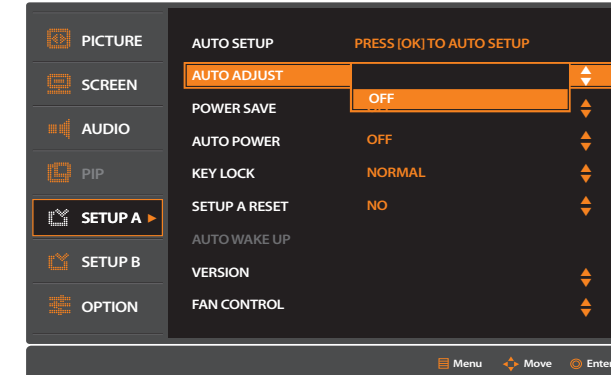 PICTURE
SCREEN
AUDIO
PIP
SETUP A
SETUP B
OPTION
AUTO SETUP PRESS [OK] TO AUTO SETUP
AUTO ADJUST
OFF
POWER SAVE
AUTO POWER OFF
KEY LOCK NORMAL
SETUP A RESET NO
AUTO WAKE UP
VERSION
FAN CONTROL
Menu Move Enter